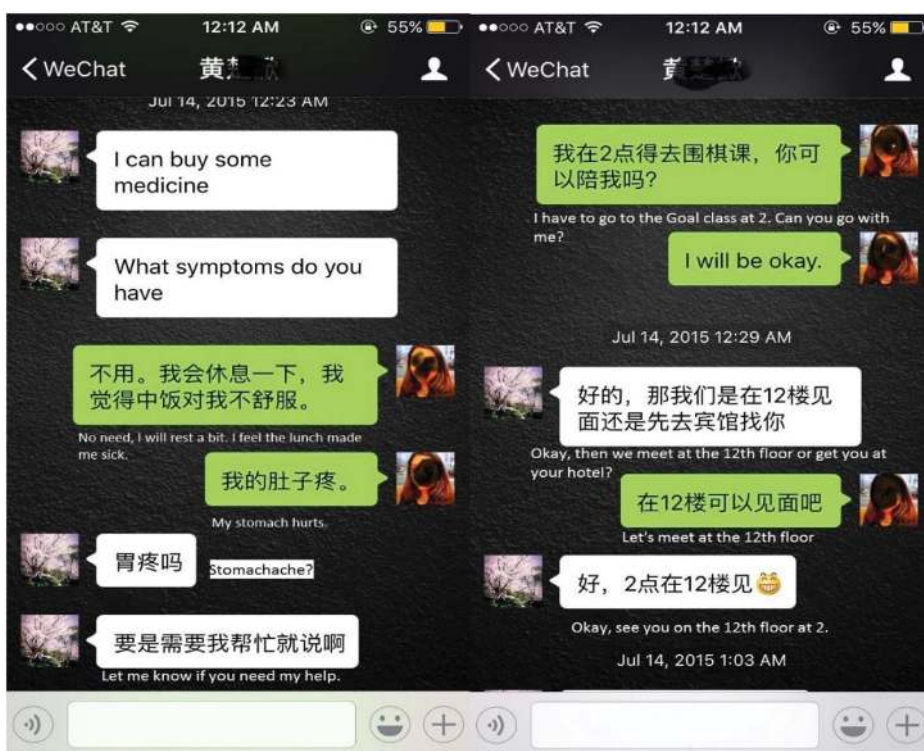 AT&T 12:12 AM 55%
WeChat 黄
Jul 14, 2015 12:23 AM
I can buy some
medicine
What symptoms do you
have
不用。我会休息一下，我
觉得中饭对我不舒服。
No need, I will rest a bit. I feel the lunch made
me sick.
我的肚子疼。
My stomach hurts.
胃疼吗
Stomachache?
要是需要我帮忙就说啊
Let me know if you need my help.
AT&T 12:12 AM 55%
WeChat
我在2点得去围棋课，你可
以陪我吗?
I have to go to the Goal class at 2. Can you go with
me?
I will be okay.
Jul 14, 2015 12:29 AM
好的，那我们是在12楼见
面还是先去宾馆找你
Okay, then we meet at the 12th floor or get you at
your hotel?
在12楼可以见面吧
Let's meet at the 12th floor
好，2点在12楼见😁
Okay, see you on the 12th floor at 2.
Jul 14, 2015 1:03 AM